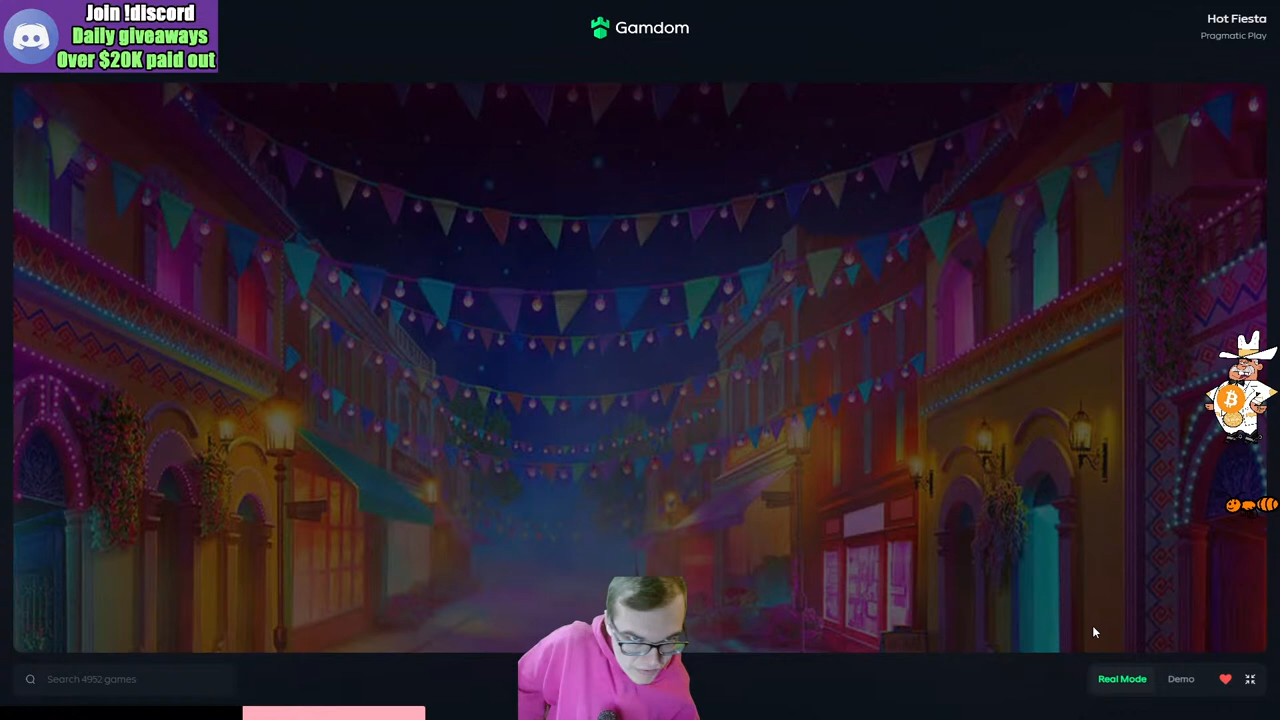 Join !discord
Daily giveaways
Over $20K paid out
Gamdom
Hot Fiesta
Pragmatic Play
Search 4952 games
Real Mode
Demo